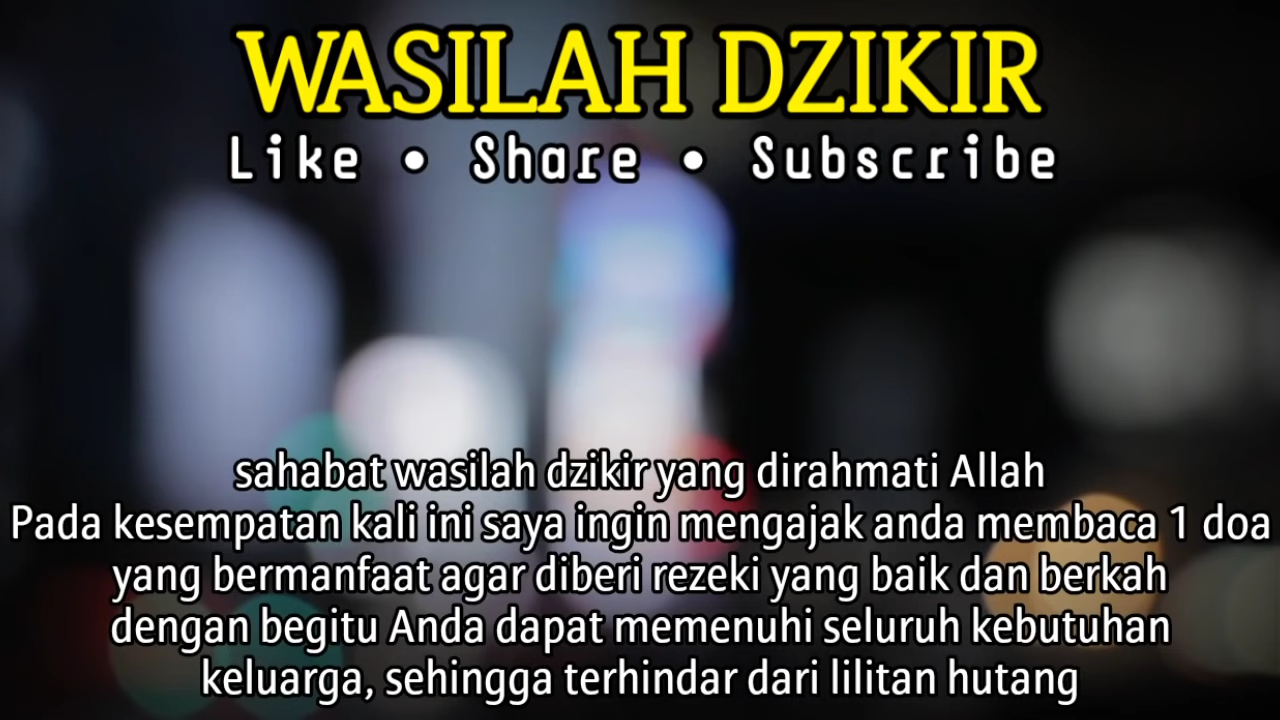 WASILAH DZIKIR
Like • Share • Subscribe
sahabat wasilah dzikir yang dirahmati Allah
Pada kesempatan kali ini saya ingin mengajak anda membaca 1 doa
yang bermanfaat agar diberi rezeki yang baik dan berkah
dengan begitu Anda dapat memenuhi seluruh kebutuhan
keluarga, sehingga terhindar dari lilitan hutang